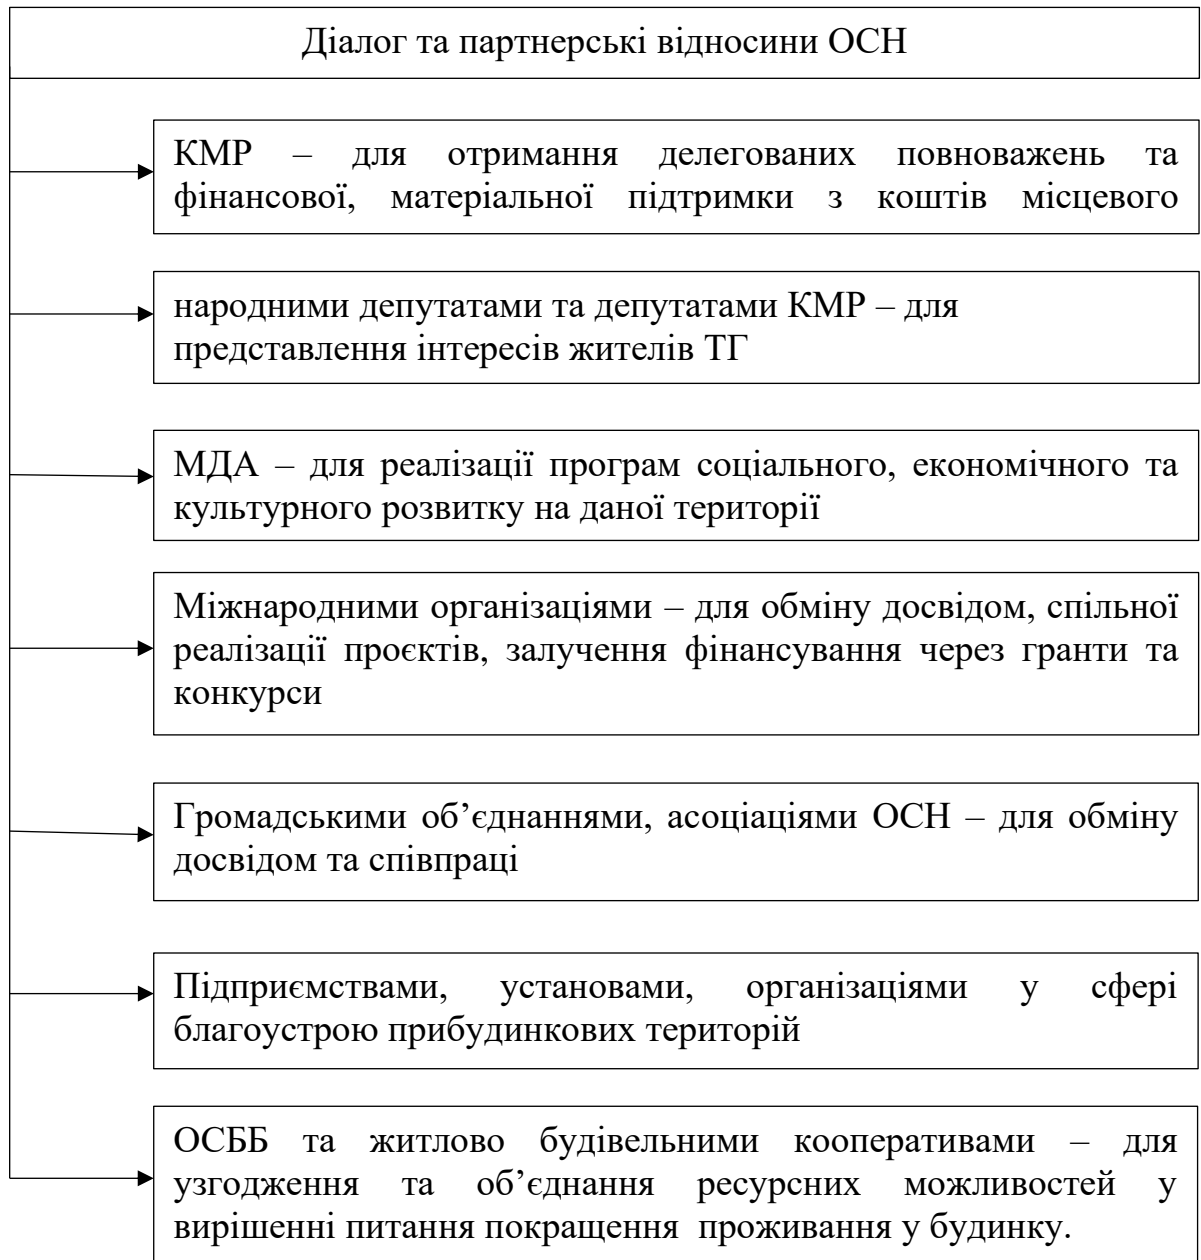 Діалог та партнерські відносини ОСН
КМР – для отримання делегованих повноважень та
фінансової, матеріальної підтримки з коштів місцевого
народними депутатами та депутатами КМР – для
представлення інтересів жителів ТГ
МДА – для реалізації програм соціального, економічного та
культурного розвитку на даної території
Міжнародними організаціями – для обміну досвідом, спільної
реалізації проєктів, залучення фінансування через гранти та
конкурси
Громадськими об’єднаннями, асоціаціями ОСН – для обміну
досвідом та співпраці
Підприємствами, установами, організаціями у сфері
благоустрою прибудинкових територій
ОСББ та житлово будівельними кооперативами – для
узгодження та об’єднання ресурсних можливостей у
вирішенні питання покращення проживання у будинку.